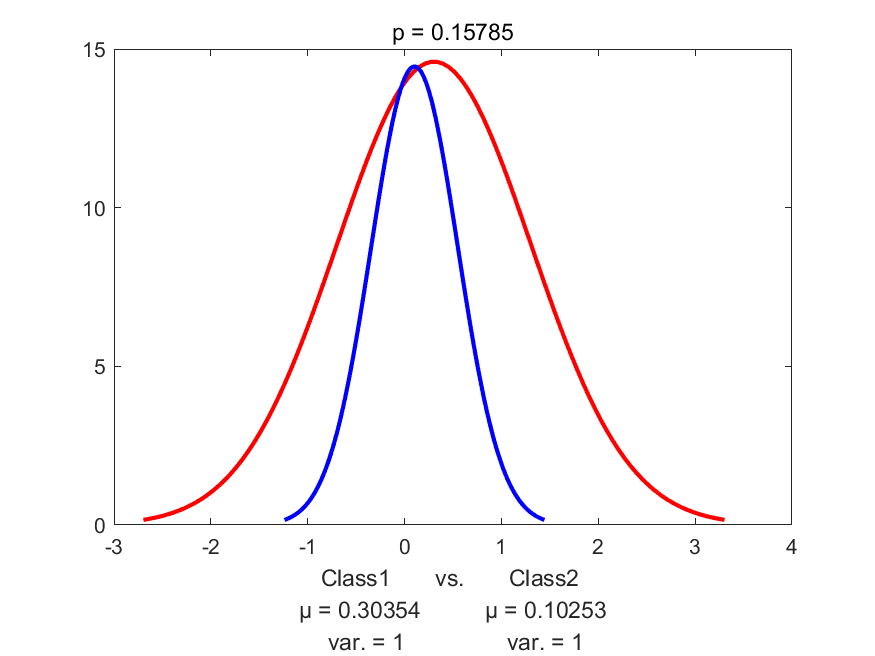 p = 0.15785
15
10
5
0
-3 -2 -1 0 1 2 3 4
Class1 vs. Class2
μ = 0.30354 μ = 0.10253
var. = 1 var. = 1